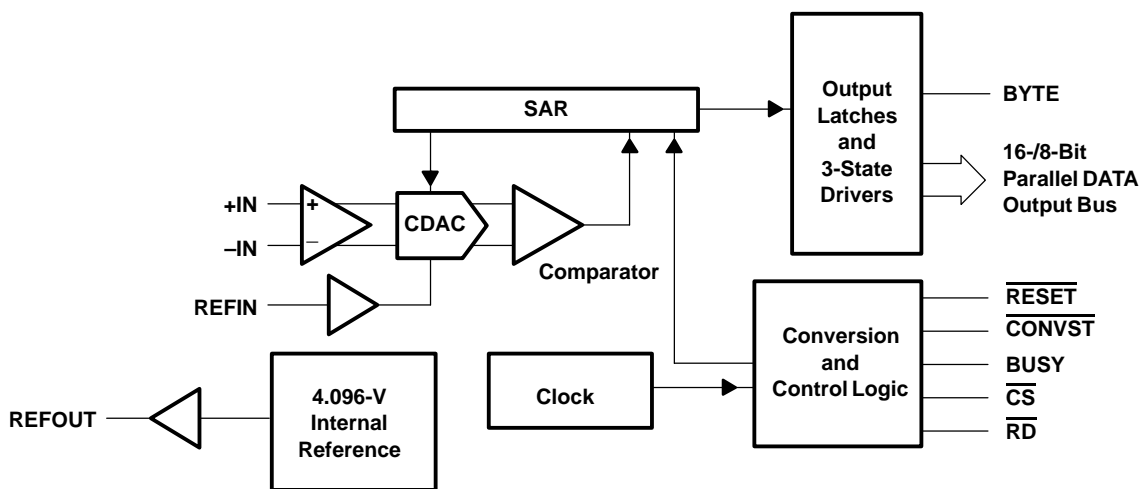 SAR
Output
Latches
and
3-State
Drivers
BYTE
16-/8-Bit
Parallel DATA
Output Bus
+IN
–IN
+
–
CDAC
Comparator
REFIN
REFOUT
4.096-V
Internal
Reference
Clock
Conversion
and
Control Logic
RESET
CONVST
BUSY
CS
RD